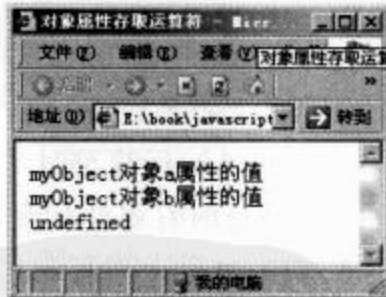 对象属性存取运算符 -
文件(F) 编辑(E) 查看(V) 对象属性存取运算
后退
地址(D) E:\book\javascript 转到
myObject对象a属性的值
myObject对象b属性的值
undefined
我的电脑